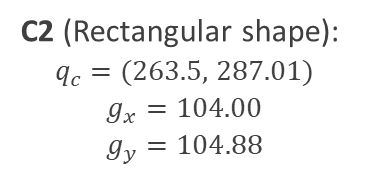 C2 (Rectangular shape):
q_c = (263.5, 287.01)
g_x = 104.00
g_y = 104.88